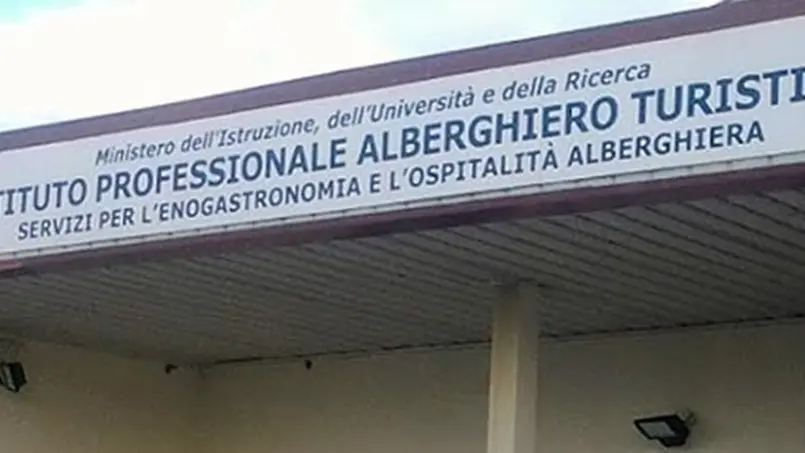 Ministero dell'Istruzione, dell'Università e della Ricerca
TITUTO PROFESSIONALE ALBERGHIERO TURISTI
SERVIZI PER L'ENOGASTRONOMIA E L'OSPITALITÀ ALBERGHIERA